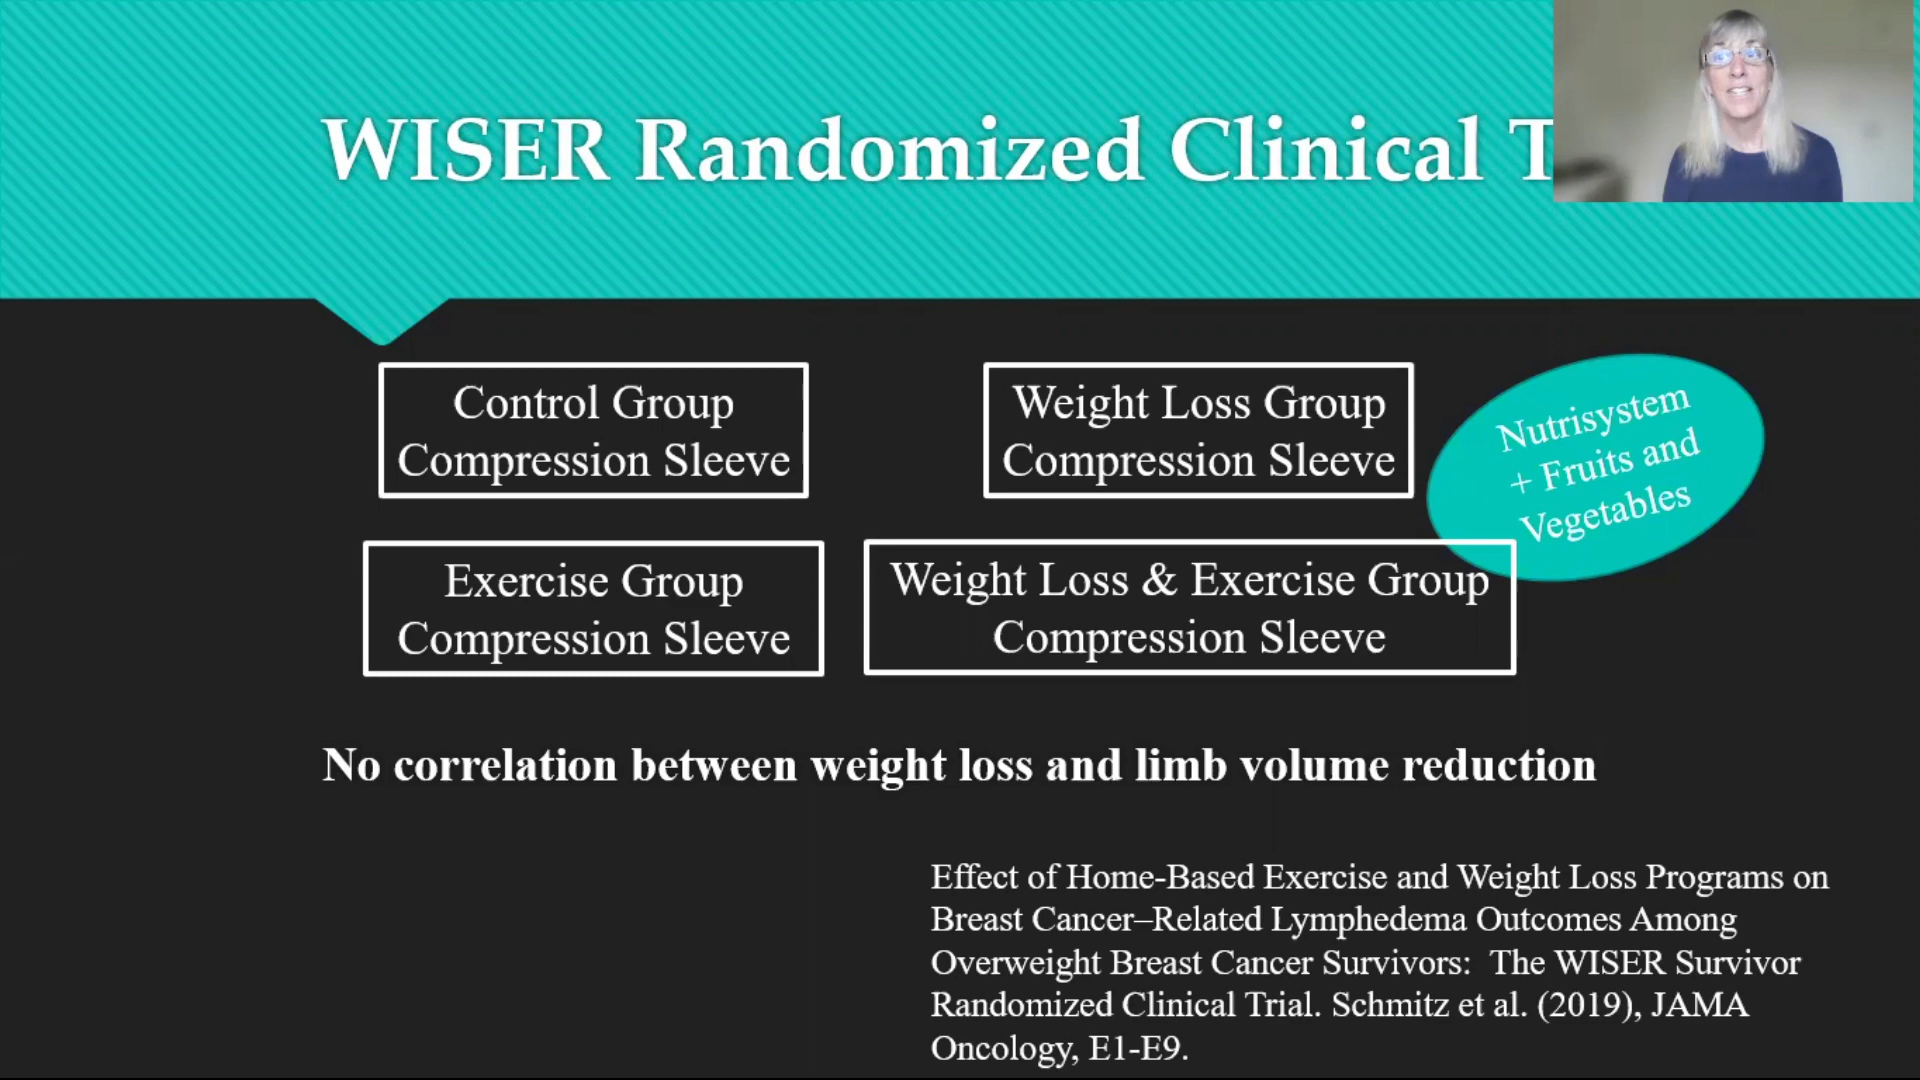 WISER Randomized Clinical T
Control Group
Compression Sleeve
Weight Loss Group
Compression Sleeve
Nutrisystem
+ Fruits and
Vegetables
Exercise Group
Compression Sleeve
Weight Loss & Exercise Group
Compression Sleeve
No correlation between weight loss and limb volume reduction
Effect of Home-Based Exercise and Weight Loss Programs on
Breast Cancer–Related Lymphedema Outcomes Among
Overweight Breast Cancer Survivors:  The WISER Survivor
Randomized Clinical Trial. Schmitz et al. (2019), JAMA
Oncology, E1-E9.